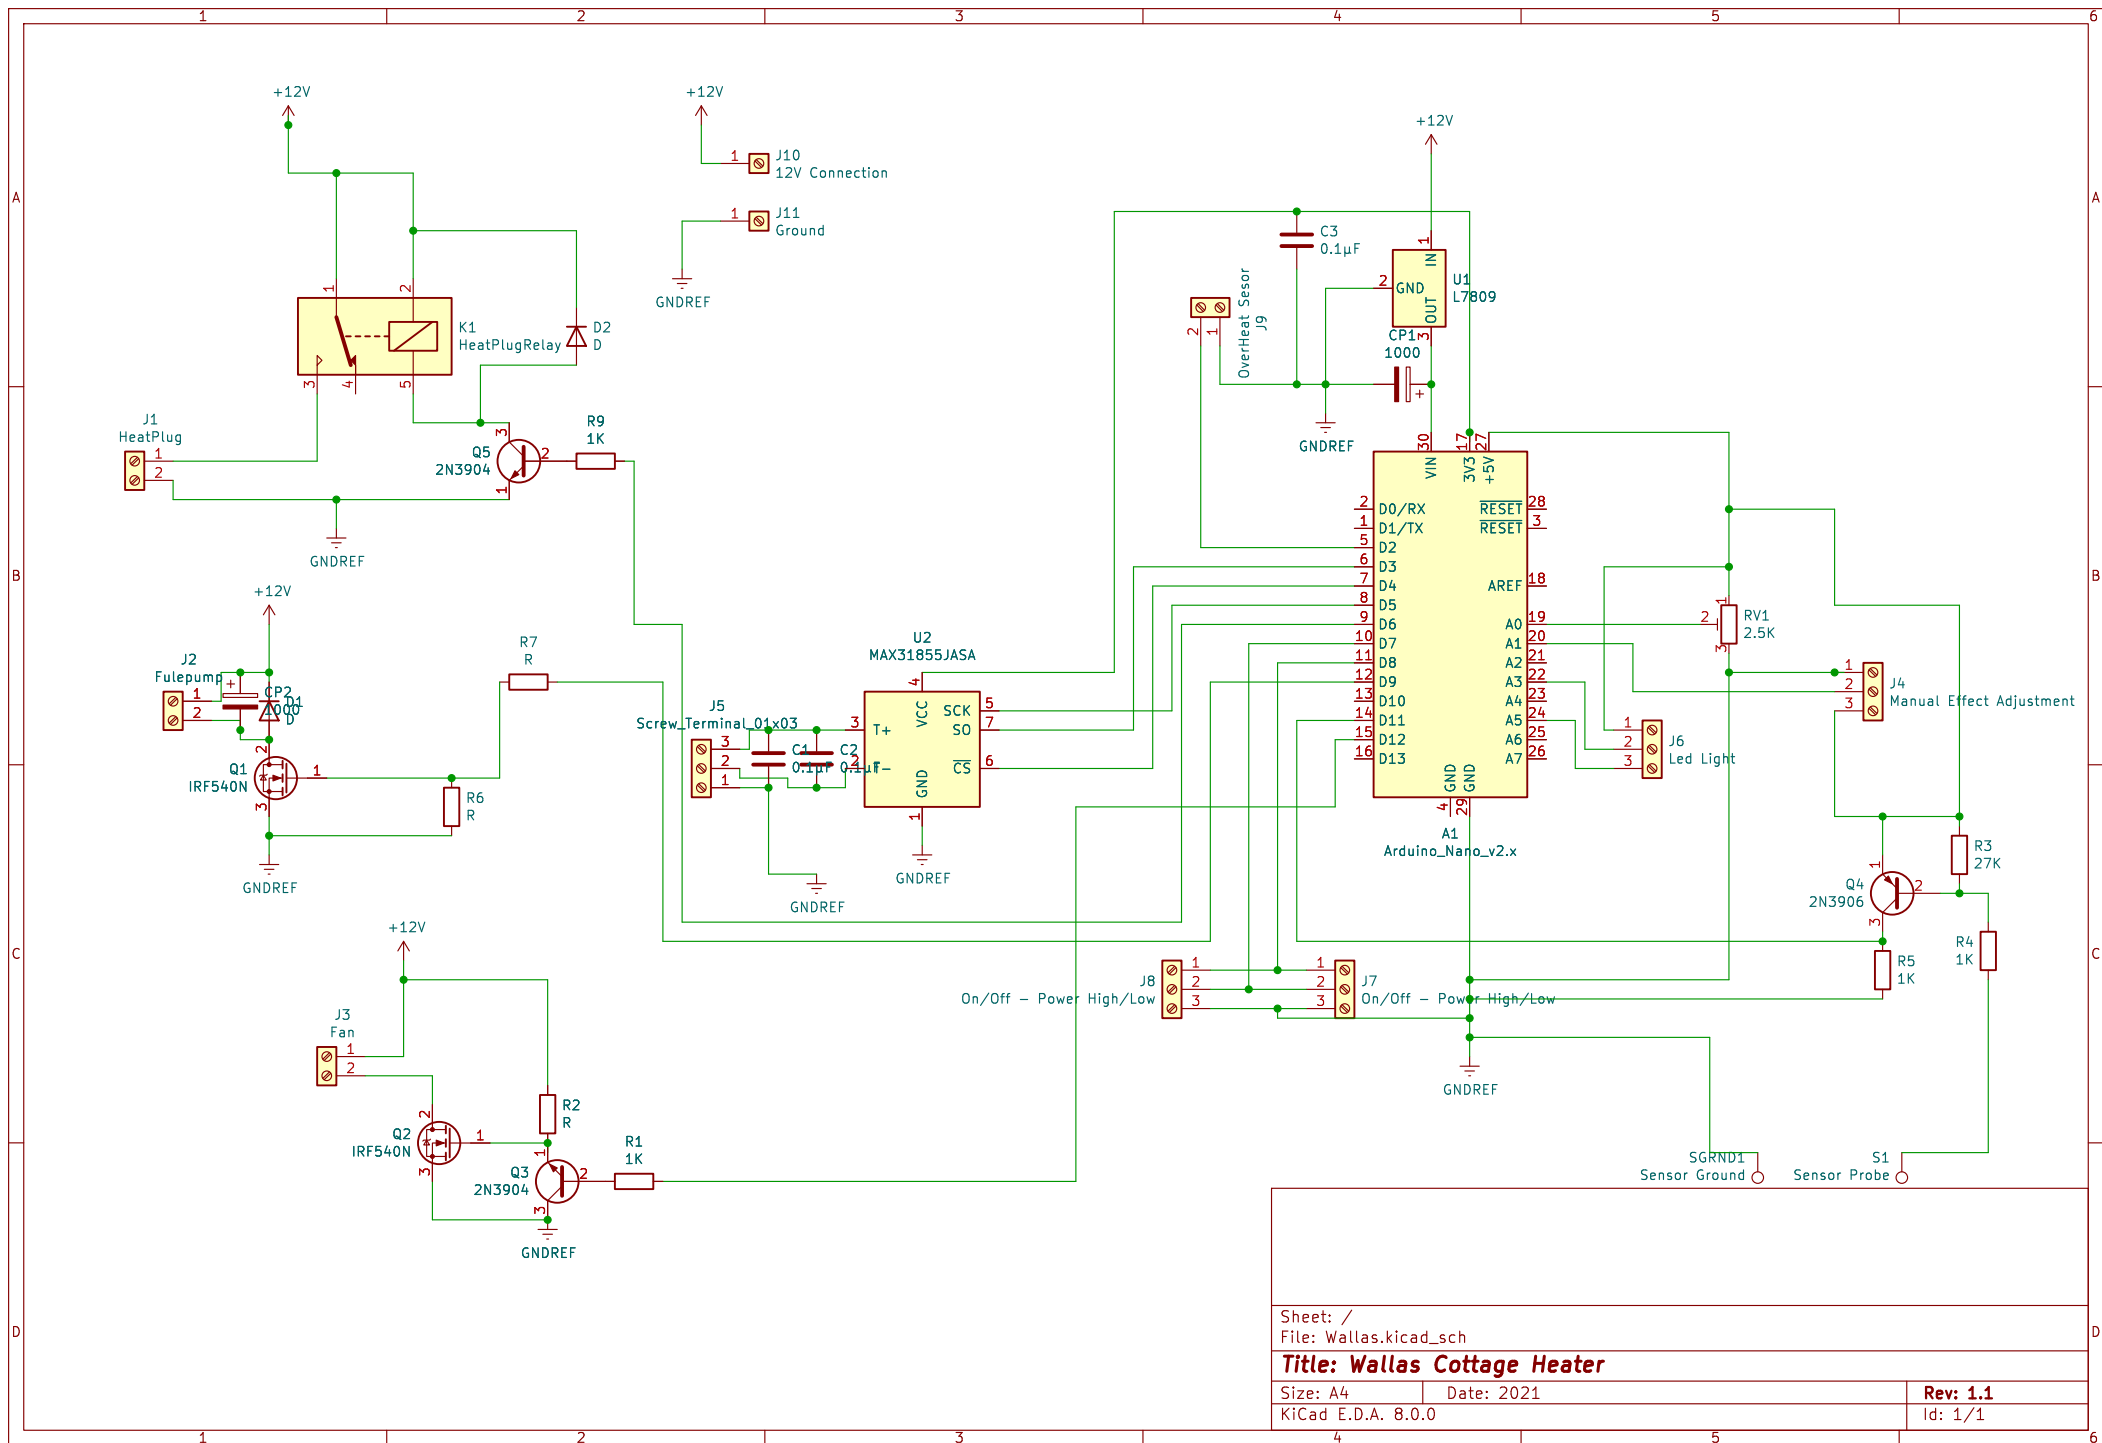 1 2 3 4 5 6
A
B
C
D
A
B
C
D
+12V
1
2
3
4
5
K1
HeatPlugRelay
D2
D
J1
HeatPlug
1
2
Q5
2N3904
3
2
1
R9
1K
GNDREF
+12V
1
J10
12V Connection
1
J11
Ground
GNDREF
+12V
J2
Fulepump
1
2
+
CP2
1000
D1
D
2
Q1
IRF540N
1
3
R7
R
R6
R
GNDREF
+12V
J3
Fan
1
2
Q2
IRF540N
2
1
3
R2
R
Q3
2N3904
1
2
3
R1
1K
GNDREF
J5
Screw_Terminal_01x03
3
2
1
C1
0.1µF
C2
0.1µF
GNDREF
U2
MAX31855JASA
4
VCC
3
T+
2
T-
SCK
5
SO
7
CS
6
GND
1
GNDREF
+12V
C3
0.1µF
1
IN
2
GND
OUT
3
U1
L7809
CP1
1000
+
OverHeat Sesor
J9
2
1
GNDREF
30
17
27
VIN
3V3
+5V
2 D0/RX
1 D1/TX
5 D2
6 D3
7 D4
8 D5
9 D6
10 D7
11 D8
12 D9
13 D10
14 D11
15 D12
16 D13
RESET 28
RESET 3
AREF 18
A0 19
A1 20
A2 21
A3 22
A4 23
A5 24
A6 25
A7 26
GND
GND
4
29
A1
Arduino_Nano_v2.x
1
2
3
RV1
2.5K
1
2
3
J4
Manual Effect Adjustment
1
2
3
J6
Led Light
R3
27K
Q4
2N3906
1
2
3
R4
1K
R5
1K
J8
On/Off - Power High/Low
1
2
3
1
2
3
J7
On/Off - Power High/Low
GNDREF
SGRND1
Sensor Ground
S1
Sensor Probe
Sheet: /
File: Wallas.kicad_sch
Title: Wallas Cottage Heater
Size: A4
Date: 2021
Rev: 1.1
KiCad E.D.A. 8.0.0
Id: 1/1
1 2 3 4 5 6